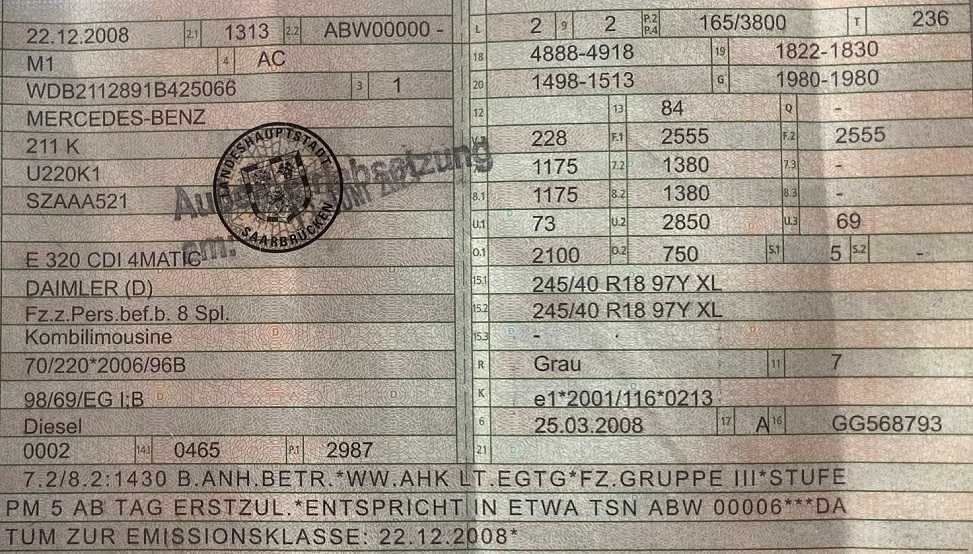 22.12.2008 2.1 1313 2.2 ABW00000 -
M1 4 AC
WDB2112891B425066 3 1
MERCEDES-BENZ
211 K
U220K1
SZAAA521
E 320 CDI 4MATIC
DAIMLER (D)
Fz.z.Pers.bef.b. 8 Spl.
Kombilimousine
70/220*2006/96B
98/69/EG I;B
Diesel
0002 14.1 0465 P.1 2987
LANDESHAUPTSTADT
SAARBRÜCKEN
Außerbetriebsetzung
am:
L 2 9 2 P.2 P.4 165/3800 T 236
18 4888-4918 19 1822-1830
20 1498-1513 G 1980-1980
12 13 84 Q -
V.7 228 F.1 2555 F.2 2555
1175 7.2 1380 7.3 -
8.1 1175 8.2 1380 8.3 -
U.1 73 U.2 2850 U.3 69
O.1 2100 O.2 750 S.1 5 S.2 -
15.1 245/40 R18 97Y XL
15.2 245/40 R18 97Y XL
15.3 -
R Grau 11 7
K e1*2001/116*0213
6 25.03.2008 17 A 16 GG568793
21
7.2/8.2:1430 B.ANH.BETR.*WW.AHK LT.EGTG*FZ.GRUPPE III*STUFE
PM 5 AB TAG ERSTZUL.*ENTSPRICHT IN ETWA TSN ABW 00006***DA
TUM ZUR EMISSIONSKLASSE: 22.12.2008*